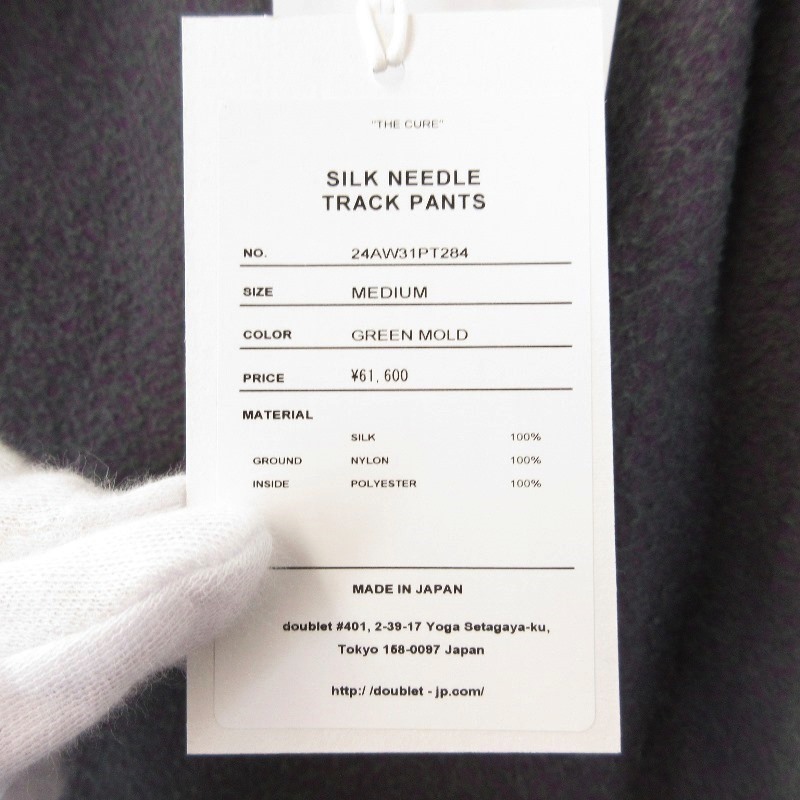 "THE CURE"
SILK NEEDLE
TRACK PANTS
NO. 24AW31PT284
SIZE MEDIUM
COLOR GREEN MOLD
PRICE ¥61,600
MATERIAL
SILK 100%
GROUND NYLON 100%
INSIDE POLYESTER 100%
MADE IN JAPAN
doublet #401, 2-39-17 Yoga Setagaya-ku,
Tokyo 158-0097 Japan
http://doublet-jp.com/